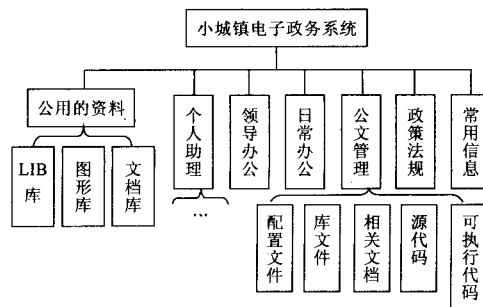 小城镇电子政务系统
公用的资料
个人助理
领导办公
日常办公
公文管理
政策法规
常用信息
LIB
库
图形库
文档库
…
配置文件
库文件
相关文档
源代码
可执行代码